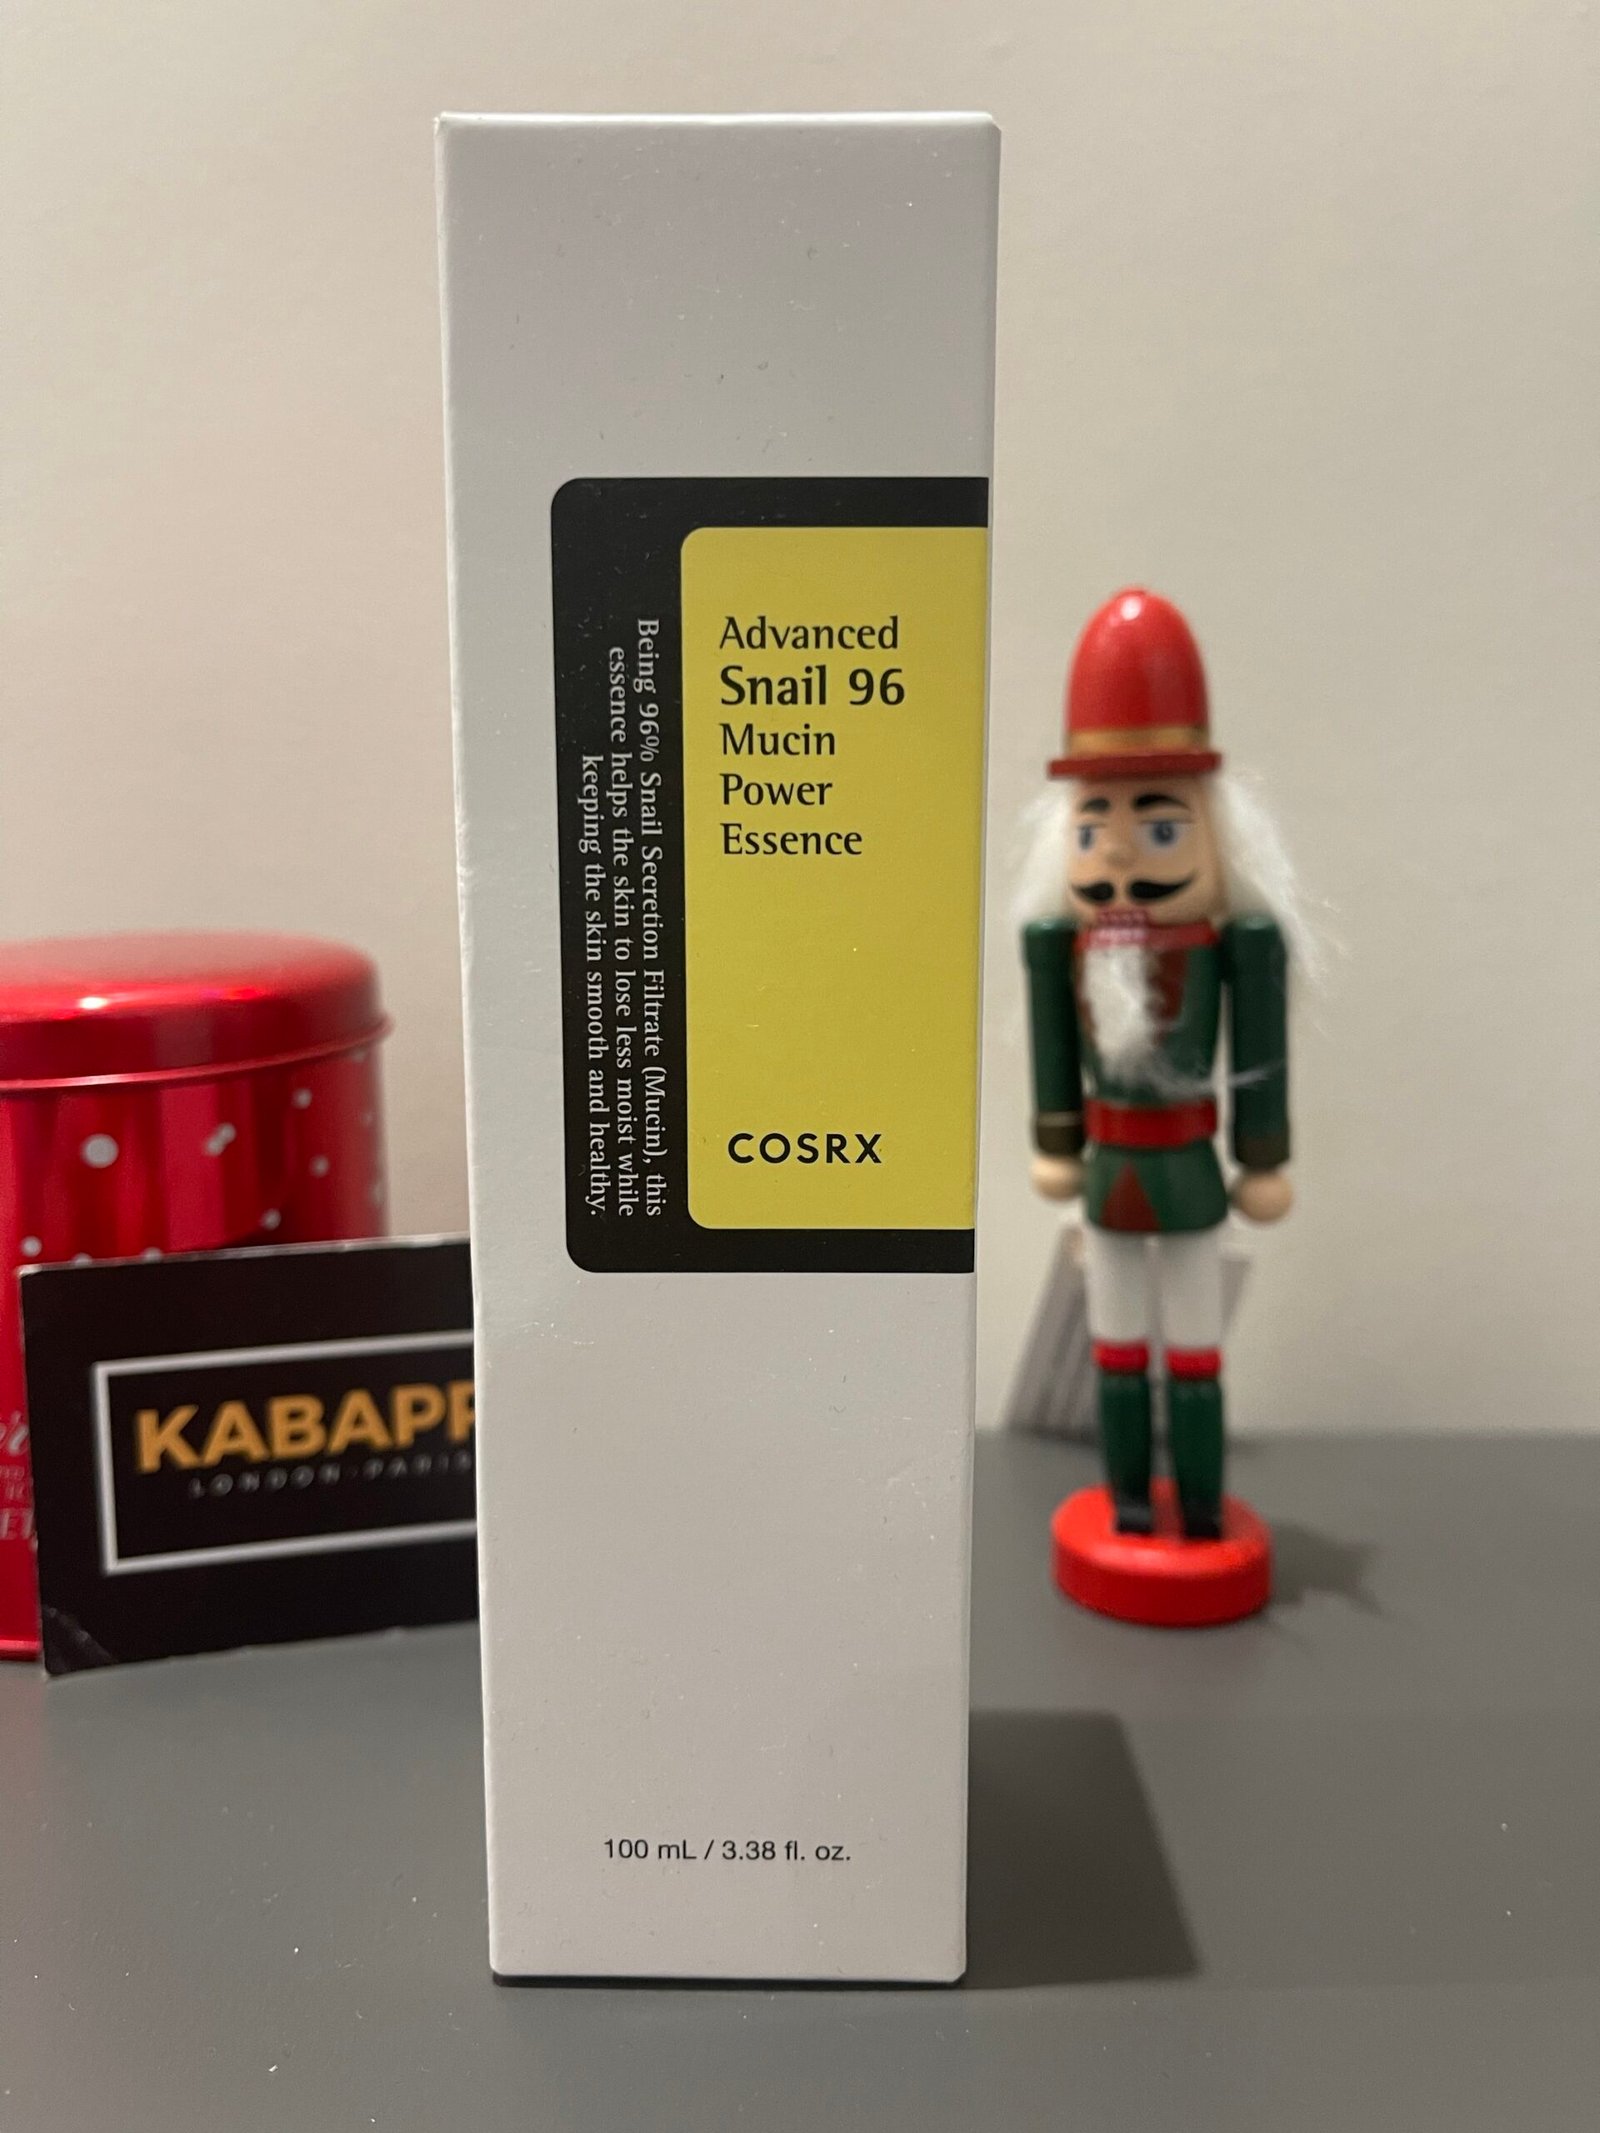 Advanced
Snail 96
Mucin
Power
Essence
COSRX
Being 96% Snail Secretion Filtrate (Mucin), this
essence helps the skin to lose less moist while
keeping the skin smooth and healthy.
100 mL / 3.38 fl. oz.
KABAPP
LONDON-PARIS